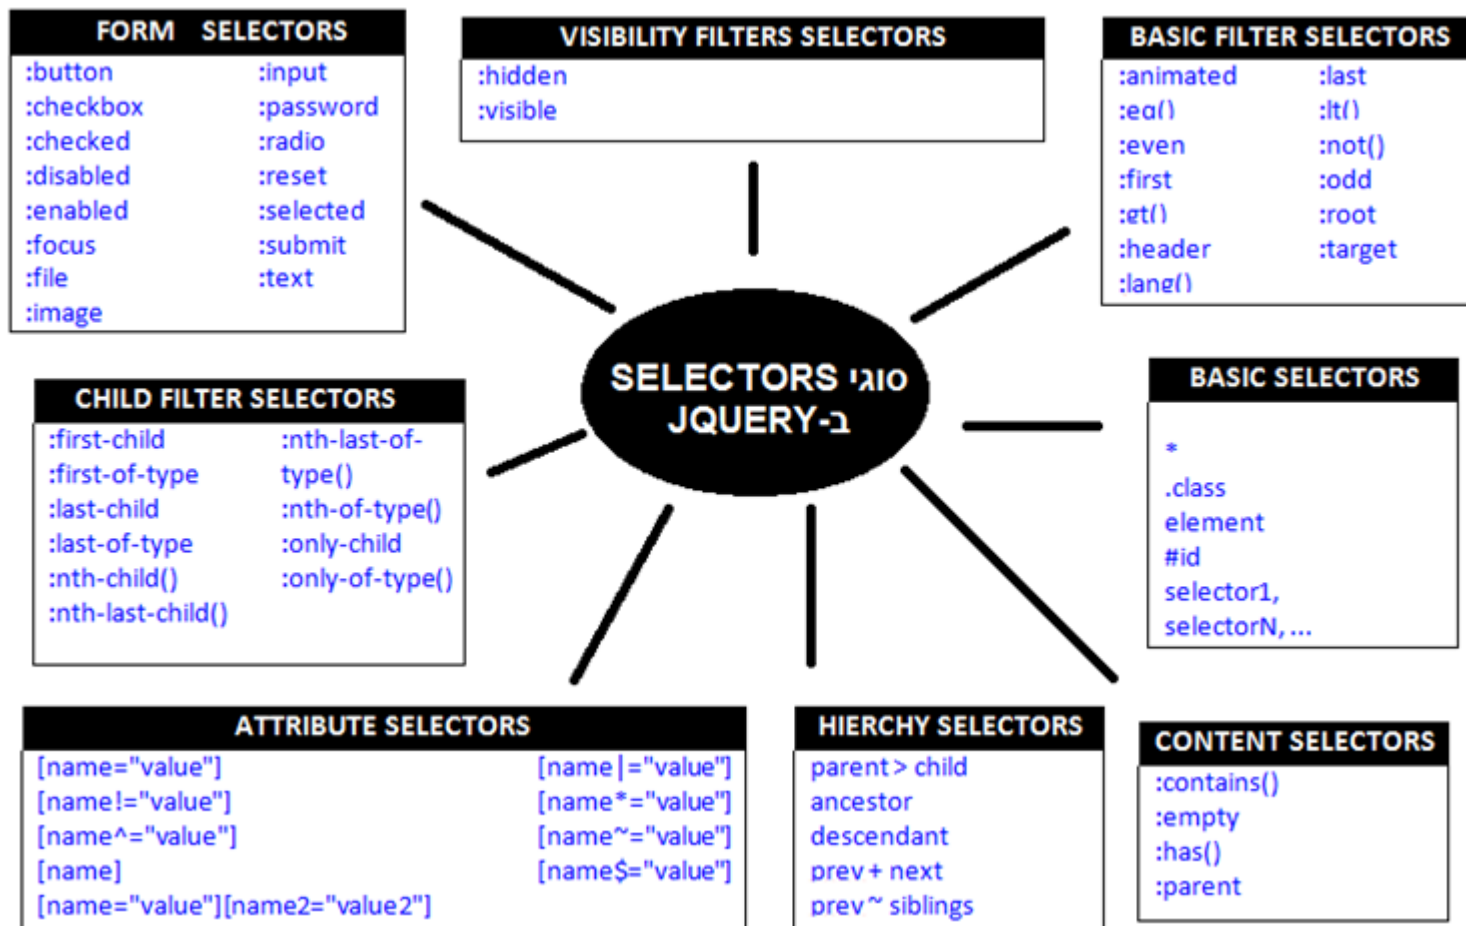 FORM SELECTORS
:button :input
:checkbox :password
:checked :radio
:disabled :reset
:enabled :selected
:focus :submit
:file :text
:image
VISIBILITY FILTERS SELECTORS
:hidden
:visible
BASIC FILTER SELECTORS
:animated :last
:eq() :lt()
:even :not()
:first :odd
:gt() :root
:header :target
:lang()
סוגי SELECTORS
ב-JQUERY
CHILD FILTER SELECTORS
:first-child :nth-last-of-
:first-of-type type()
:last-child :nth-of-type()
:last-of-type :only-child
:nth-child() :only-of-type()
:nth-last-child()
BASIC SELECTORS
*
.class
element
#id
selector1,
selectorN, ...
ATTRIBUTE SELECTORS
[name="value"] [name|="value"]
[name!="value"] [name*="value"]
[name^="value"] [name~="value"]
[name] [name$="value"]
[name="value"][name2="value2"]
HIERCHY SELECTORS
parent > child
ancestor
descendant
prev + next
prev ~ siblings
CONTENT SELECTORS
:contains()
:empty
:has()
:parent